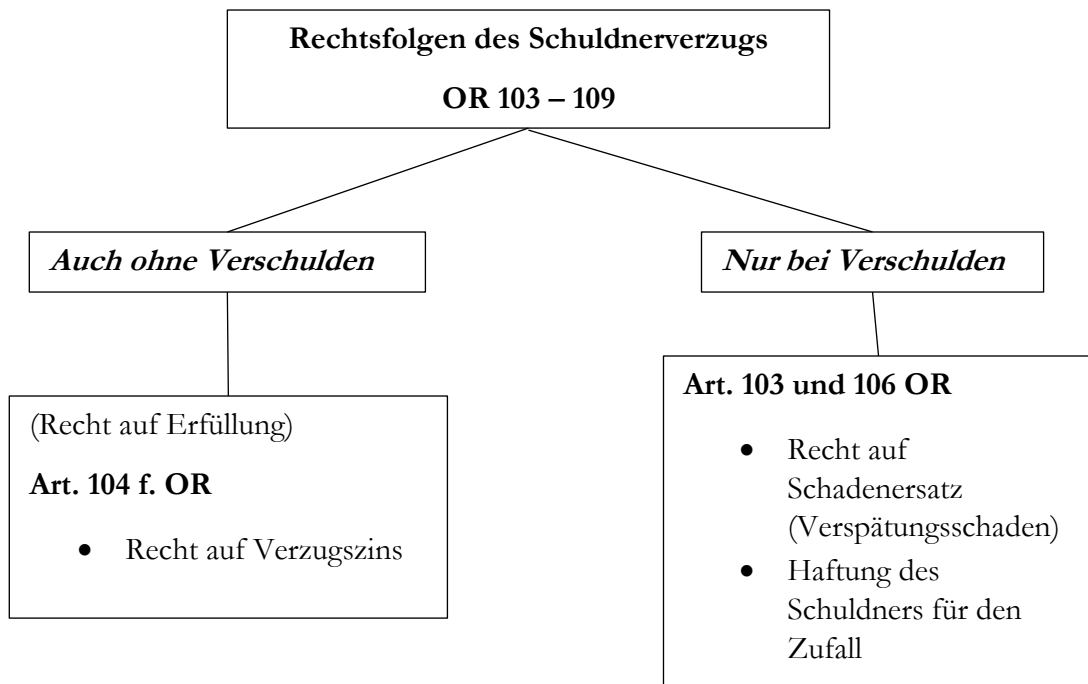 Rechtsfolgen des Schuldnerverzugs
OR 103 – 109
Auch ohne Verschulden
Nur bei Verschulden
(Recht auf Erfüllung)
Art. 104 f. OR
• Recht auf Verzugszins
Art. 103 und 106 OR
• Recht auf
Schadenersatz
(Verspätungsschaden)
• Haftung des
Schuldners für den
Zufall